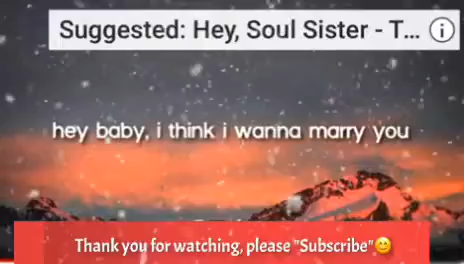 Suggested: Hey, Soul Sister - T...
hey baby, i think i wanna marry you
Thank you for watching, please "Subscribe"😊